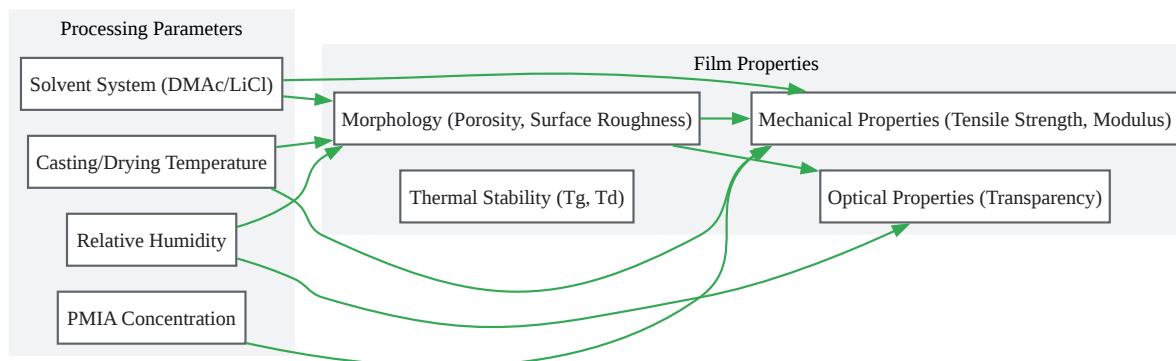 Processing Parameters
Solvent System (DMAc/LiCl)
Casting/Drying Temperature
Relative Humidity
PMIA Concentration
Film Properties
Morphology (Porosity, Surface Roughness)
Mechanical Properties (Tensile Strength, Modulus)
Thermal Stability (Tg, Td)
Optical Properties (Transparency)